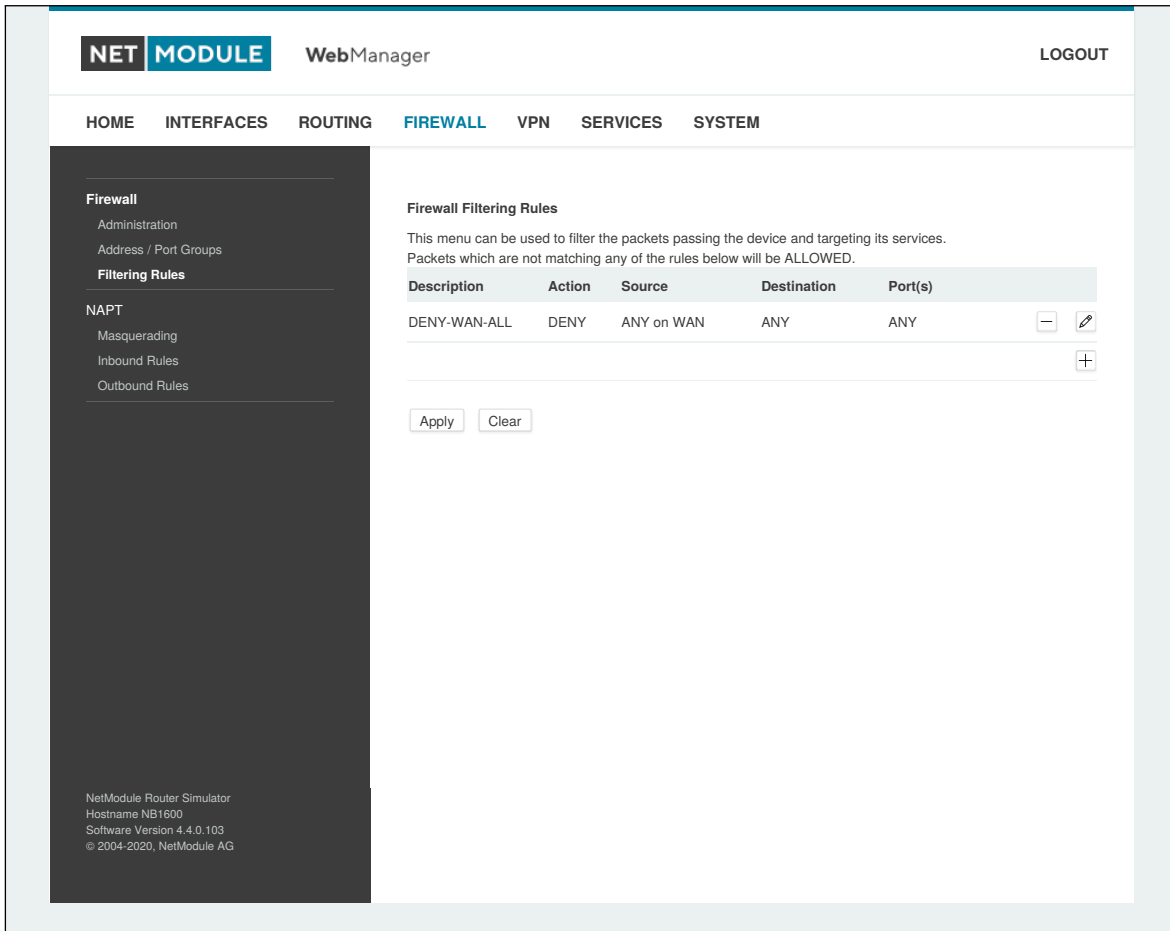 NET MODULE WebManager LOGOUT
HOME INTERFACES ROUTING FIREWALL VPN SERVICES SYSTEM
Firewall
Administration
Address / Port Groups
Filtering Rules
NAPT
Masquerading
Inbound Rules
Outbound Rules
Firewall Filtering Rules
This menu can be used to filter the packets passing the device and targeting its services.
Packets which are not matching any of the rules below will be ALLOWED.
Description Action Source Destination Port(s)
DENY-WAN-ALL DENY ANY on WAN ANY ANY
Apply Clear
NetModule Router Simulator
Hostname NB1600
Software Version 4.4.0.103
© 2004-2020, NetModule AG